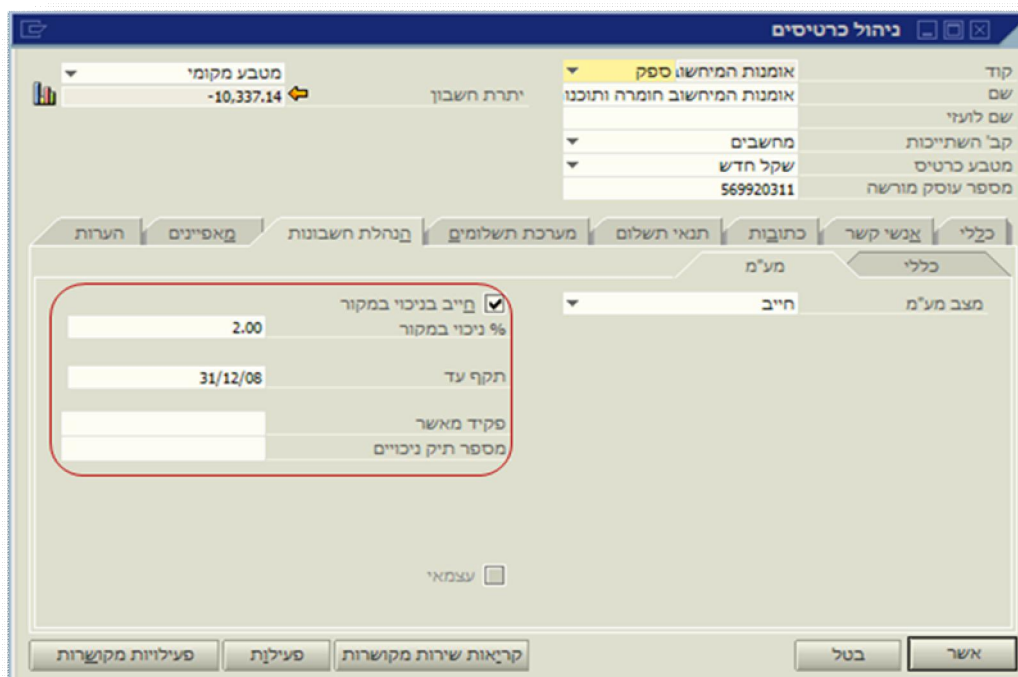 ניהול כרטיסים
קוד אומנות המיחשוב ספק מטבע מקומי
שם אומנות המיחשוב חומרה ותוכנו יתרת חשבון -10,337.14
שם לועזי
קב' השתייכות מחשבים
מטבע כרטיס שקל חדש
מספר עוסק מורשה 569920311
כללי אנשי קשר כתובות תנאי תשלום מערכת תשלומים הנהלת חשבונות מאפיינים הערות
כללי מע"מ
מצב מע"מ חייב חייב בניכוי במקור
% ניכוי במקור 2.00
תקף עד 31/12/08
פקיד מאשר
מספר תיק ניכויים
עצמאי
אשר בטל קריאות שירות מקושרות פעילות פעילויות מקושרות